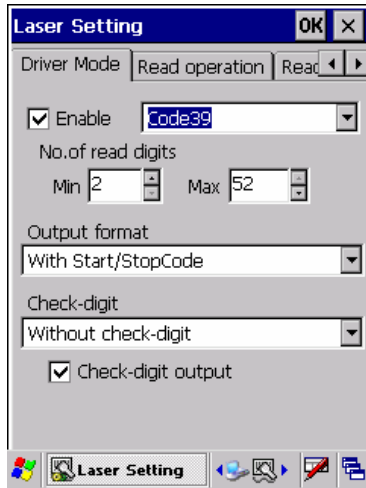 Laser Setting OK
Driver Mode Read operation Read
Enable Code39
No.of read digits
Min 2 Max 52
Output format
With Start/StopCode
Check-digit
Without check-digit
Check-digit output
Laser Setting